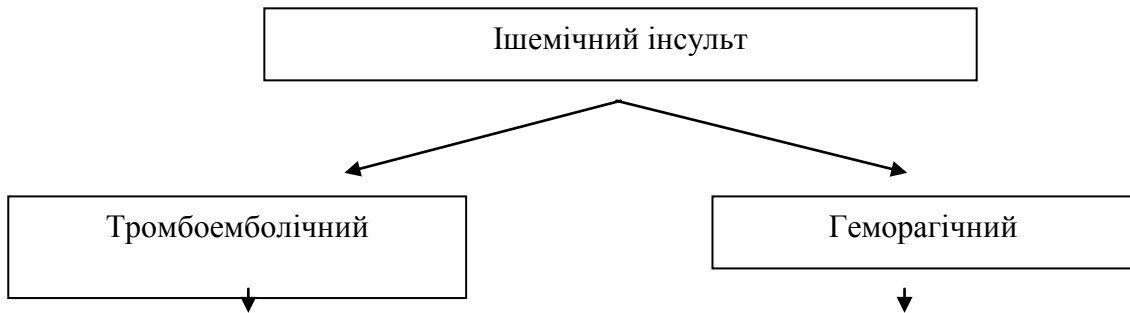 Ішемічний інсульт
Тромбоемболічний
Геморагічний